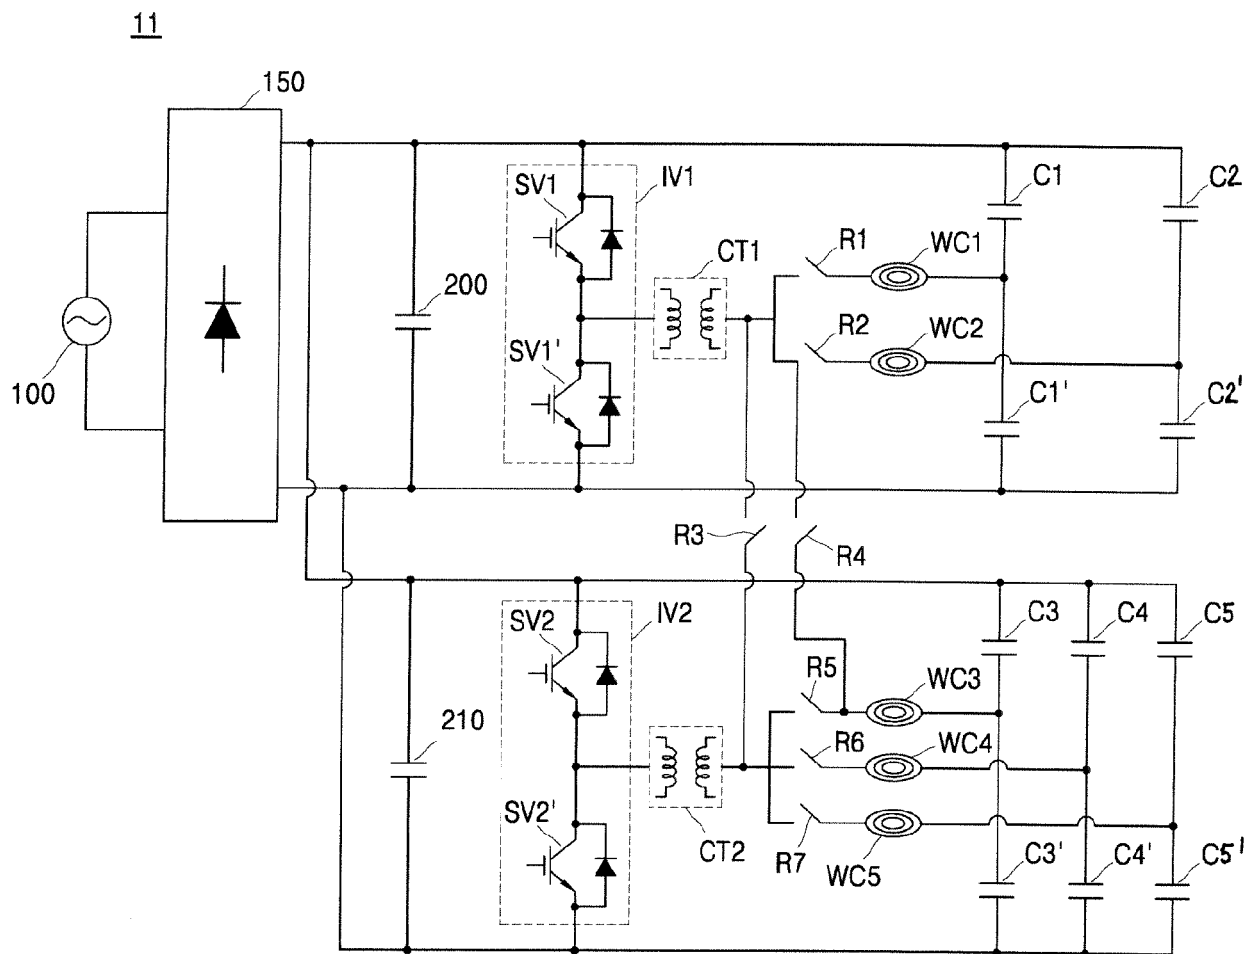 11
150
100
200
SV1
IV1
SV1'
CT1
R1
WC1
R2
WC2
C1
C2
C1'
C2'
R3
R4
210
SV2
IV2
SV2'
CT2
R5
WC3
R6
WC4
R7
WC5
C3
C4
C5
C3'
C4'
C5'